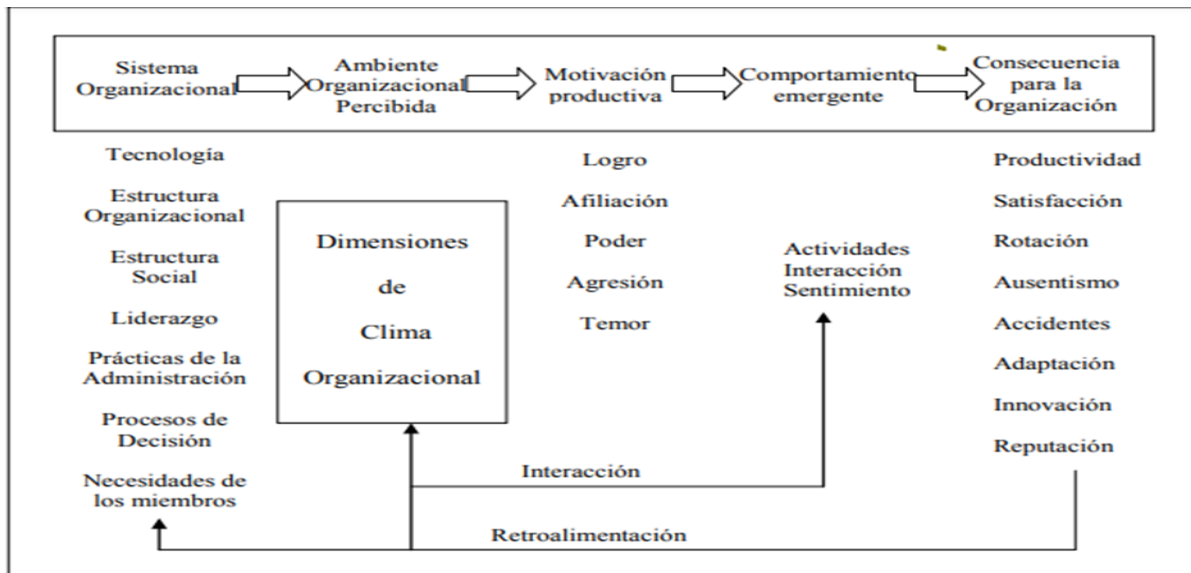 Sistema
Organizacional
Ambiente
Organizacional
Percibida
Motivación
productiva
Comportamiento
emergente
Consecuencia
para la
Organización
Tecnología
Estructura
Organizacional
Estructura
Social
Liderazgo
Prácticas de la
Administración
Procesos de
Decisión
Necesidades de
los miembros
Dimensiones
de
Clima
Organizacional
Logro
Afiliación
Poder
Agresión
Temor
Actividades
Interacción
Sentimiento
Productividad
Satisfacción
Rotación
Ausentismo
Accidentes
Adaptación
Innovación
Reputación
Interacción
Retroalimentación